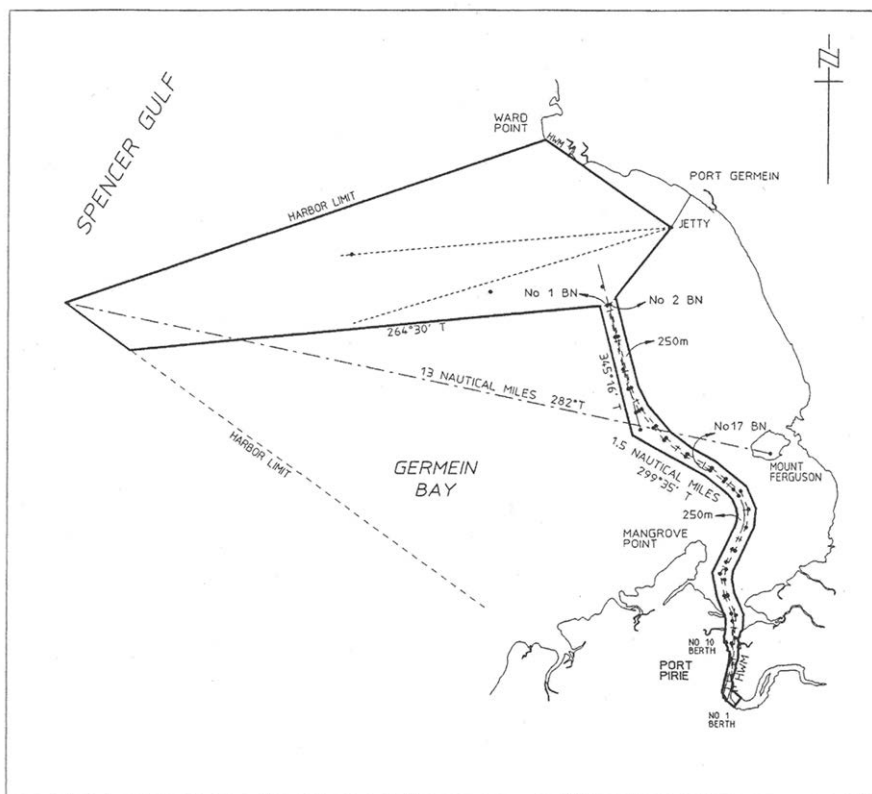 N
SPENCER GULF
WARD
POINT
HWM
PORT GERMEIN
JETTY
HARBOR LIMIT
No 1 BN
No 2 BN
264°30' T
250m
345°16' T
13 NAUTICAL MILES 282°T
No17 BN
MOUNT
FERGUSON
HARBOR LIMIT
GERMEIN
BAY
1.5 NAUTICAL MILES
299°35' T
250m
MANGROVE
POINT
NO 10
BERTH
PORT
PIRIE
HWM
NO 1
BERTH